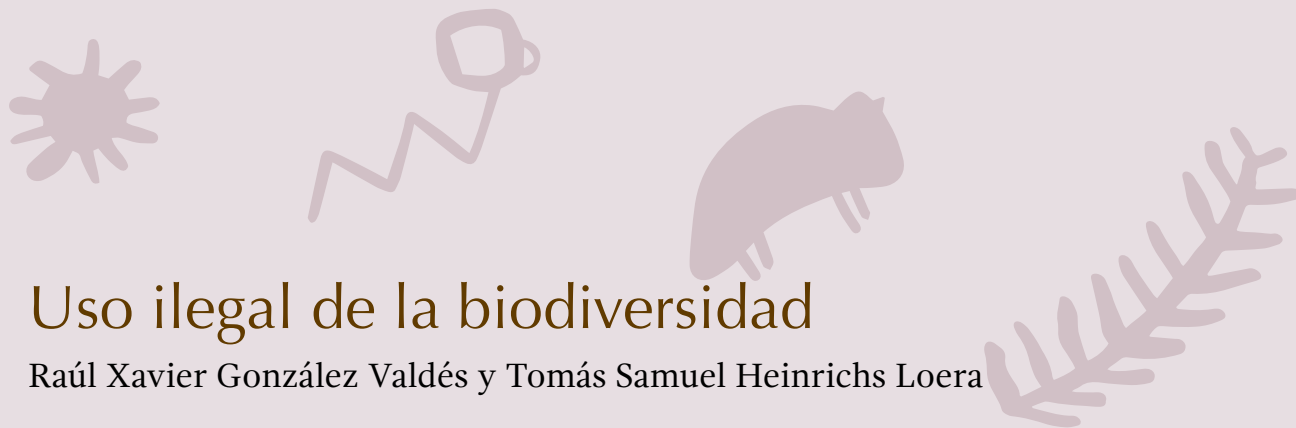 Uso ilegal de la biodiversidad
Raúl Xavier González Valdés y Tomás Samuel Heinrichs Loera